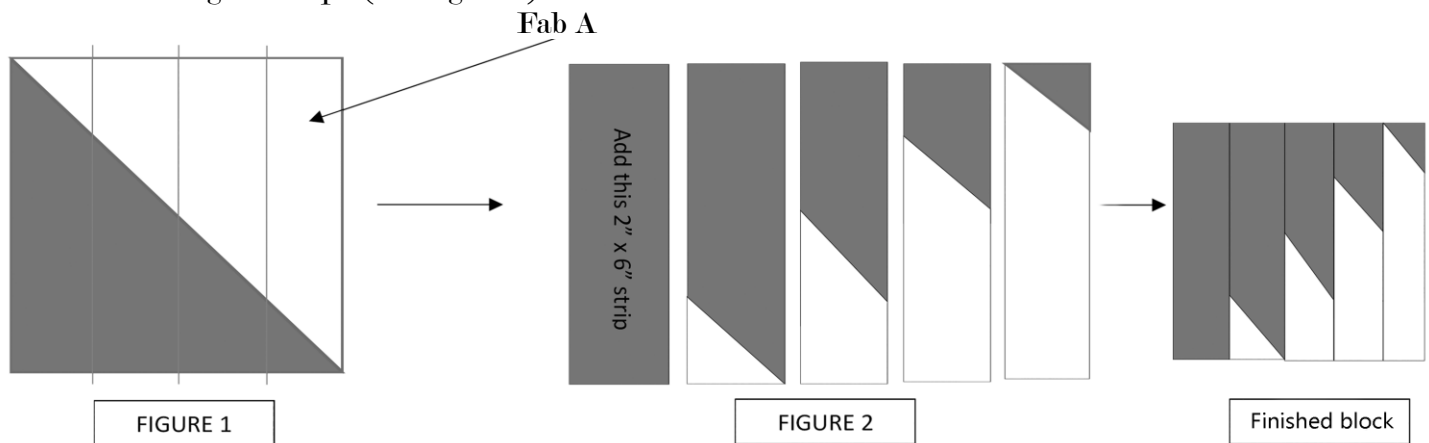 Fab A
Add this 2” x 6” strip
FIGURE 1
FIGURE 2
Finished block